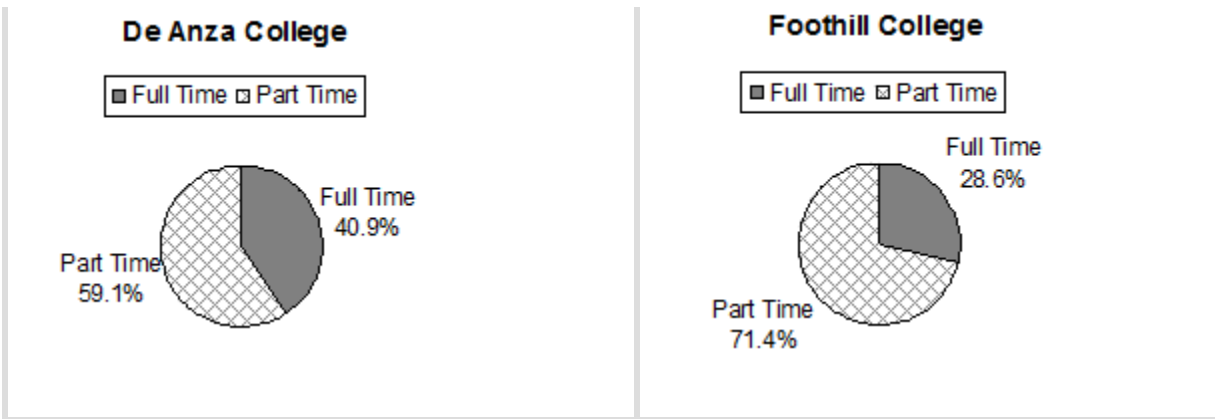 De Anza College
Full Time Part Time
Full Time
40.9%
Part Time
59.1%
Foothill College
Full Time Part Time
Full Time
28.6%
Part Time
71.4%